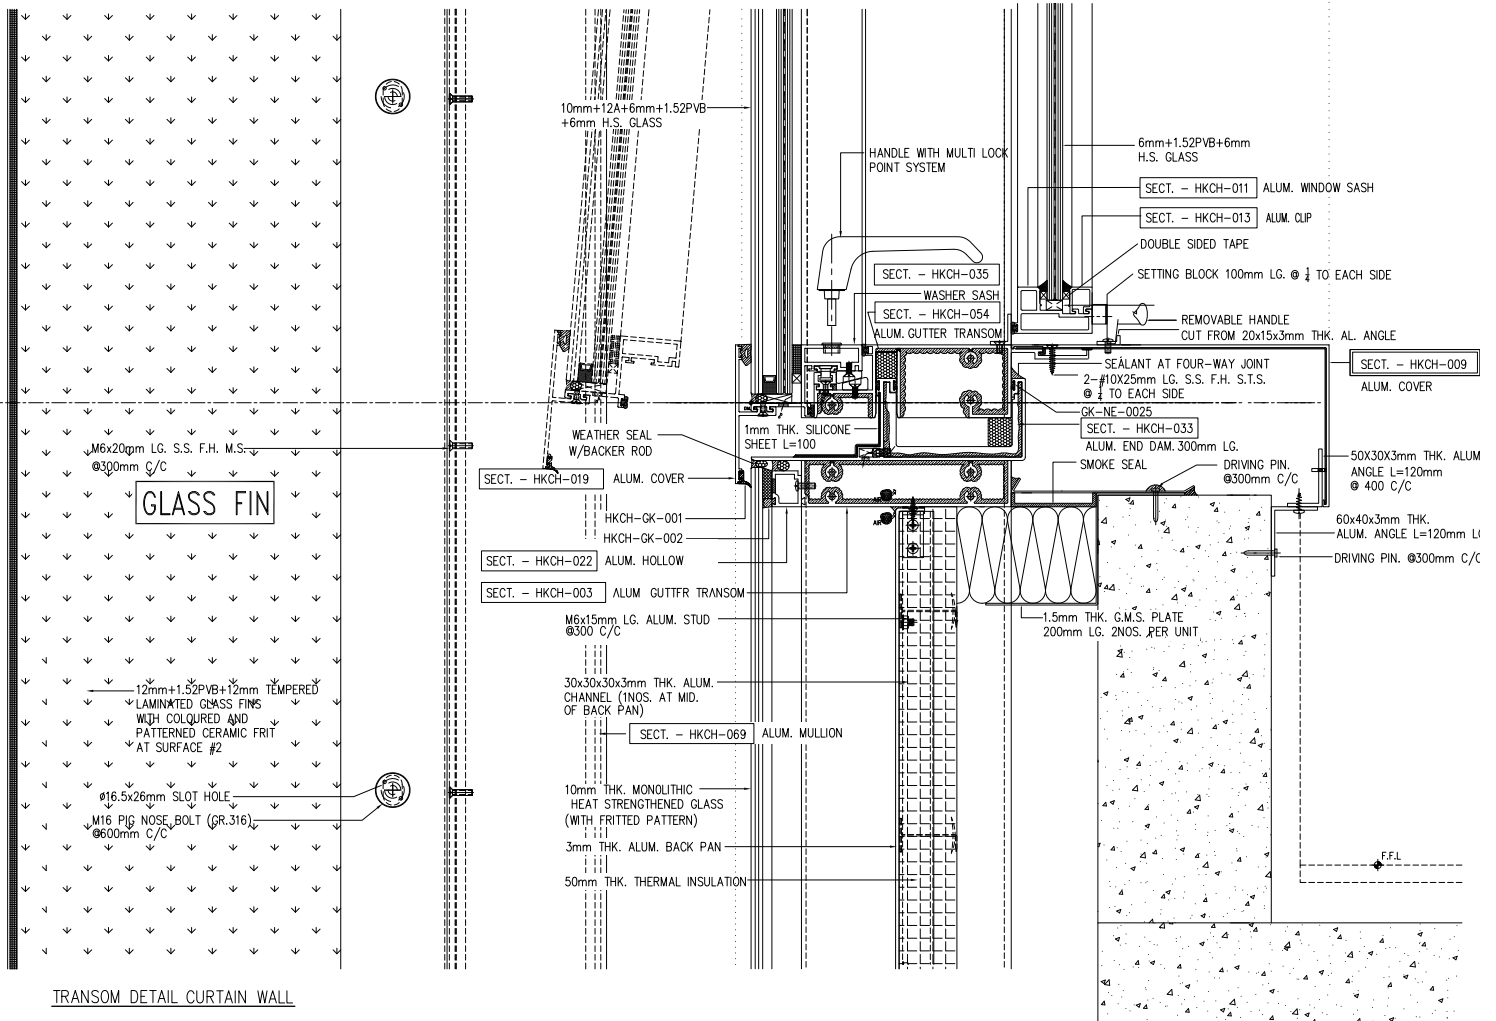 10mm+12A+6mm+1.52PVB
+6mm H.S. GLASS
HANDLE WITH MULTI LOCK
POINT SYSTEM
6mm+1.52PVB+6mm
H.S. GLASS
SECT. - HKCH-011 ALUM. WINDOW SASH
SECT. - HKCH-013 ALUM. CLIP
DOUBLE SIDED TAPE
SETTING BLOCK 100mm LG. @ ¼ TO EACH SIDE
SECT. - HKCH-035
WASHER SASH
SECT. - HKCH-054
ALUM. GUTTER TRANSOM
REMOVABLE HANDLE
CUT FROM 20x15x3mm THK. AL. ANGLE
SEALANT AT FOUR-WAY JOINT
2-#10X25mm LG. S.S. F.H. S.T.S.
@ ¼ TO EACH SIDE
SECT. - HKCH-009
ALUM. COVER
GK-NE-0025
SECT. - HKCH-033
ALUM. END DAM. 300mm LG.
1mm THK. SILICONE
SHEET L=100
WEATHER SEAL
W/BACKER ROD
M6x20mm LG. S.S. F.H. M.S.
@300mm C/C
SMOKE SEAL
DRIVING PIN.
@300mm C/C
50X30X3mm THK. ALUM
ANGLE L=120mm
@ 400 C/C
SECT. - HKCH-019 ALUM. COVER
GLASS FIN
HKCH-GK-001
AIR
AIR
60x40x3mm THK.
ALUM. ANGLE L=120mm LG
HKCH-GK-002
SECT. - HKCH-022 ALUM. HOLLOW
DRIVING PIN. @300mm C/C
SECT. - HKCH-003 ALUM GUTTER TRANSOM
M6x15mm LG. ALUM. STUD
@300 C/C
1.5mm THK. G.M.S. PLATE
200mm LG. 2NOS. PER UNIT
30x30x30x3mm THK. ALUM.
CHANNEL (1NOS. AT MID.
OF BACK PAN)
12mm+1.52PVB+12mm TEMPERED
LAMINATED GLASS FINS
WITH COLOURED AND
PATTERNED CERAMIC FRIT
AT SURFACE #2
SECT. - HKCH-069 ALUM. MULLION
ø16.5x26mm SLOT HOLE
M16 PIG NOSE BOLT (GR.316)
@600mm C/C
10mm THK. MONOLITHIC
HEAT STRENGTHENED GLASS
(WITH FRITTED PATTERN)
3mm THK. ALUM. BACK PAN
50mm THK. THERMAL INSULATION
F.F.L
TRANSOM DETAIL CURTAIN WALL